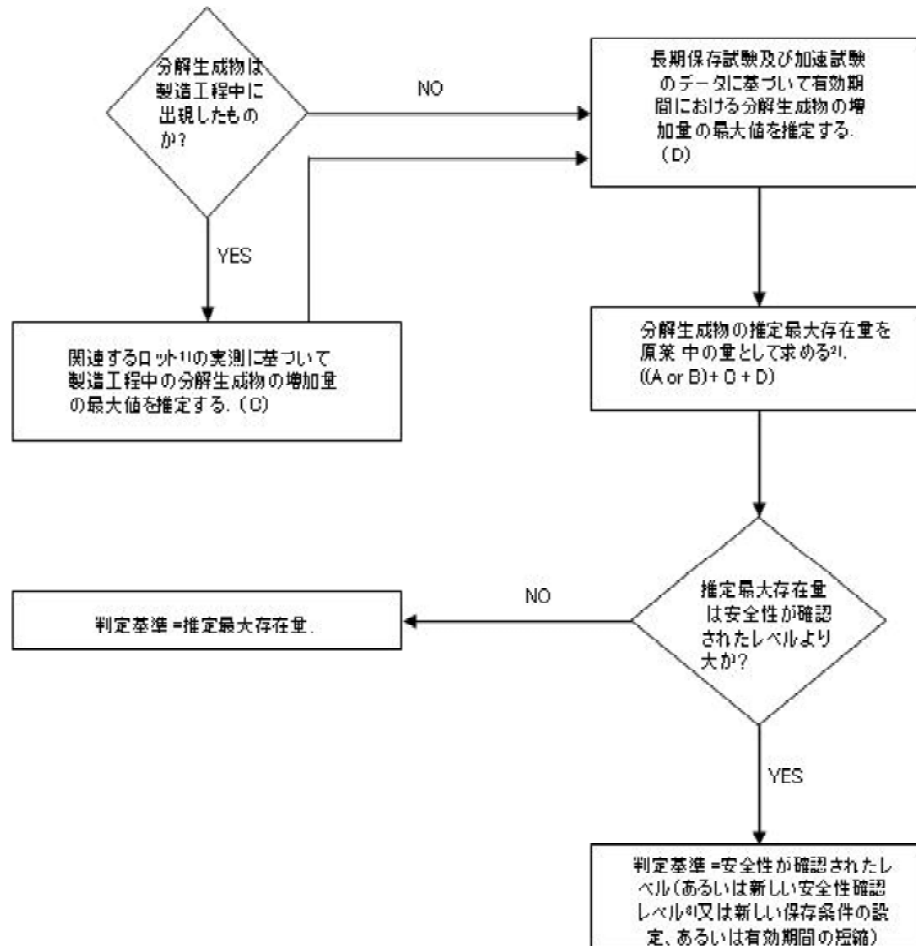 分解生成物は
製造工程中に
出現したもの
か?
NO
長期保存試験及び加速試験
のデータに基づいて有効期
間における分解生成物の増
加量の最大値を推定する.
(D)
YES
関連するロット1)の実測に基づいて
製造工程中の分解生成物の増加量
の最大値を推定する.(C)
分解生成物の推定最大存在量を
原薬 中の量として求める2).
((A or B)+ C + D)
推定最大存在量
は安全性が確認
されたレベルより
大か?
NO
判定基準 =推定最大存在量.
YES
判定基準 =安全性が確認されたレ
ベル(あるいは新しい安全性確認
レベル 又は新しい保存条件の設
定、あるいは有効期間の短縮)